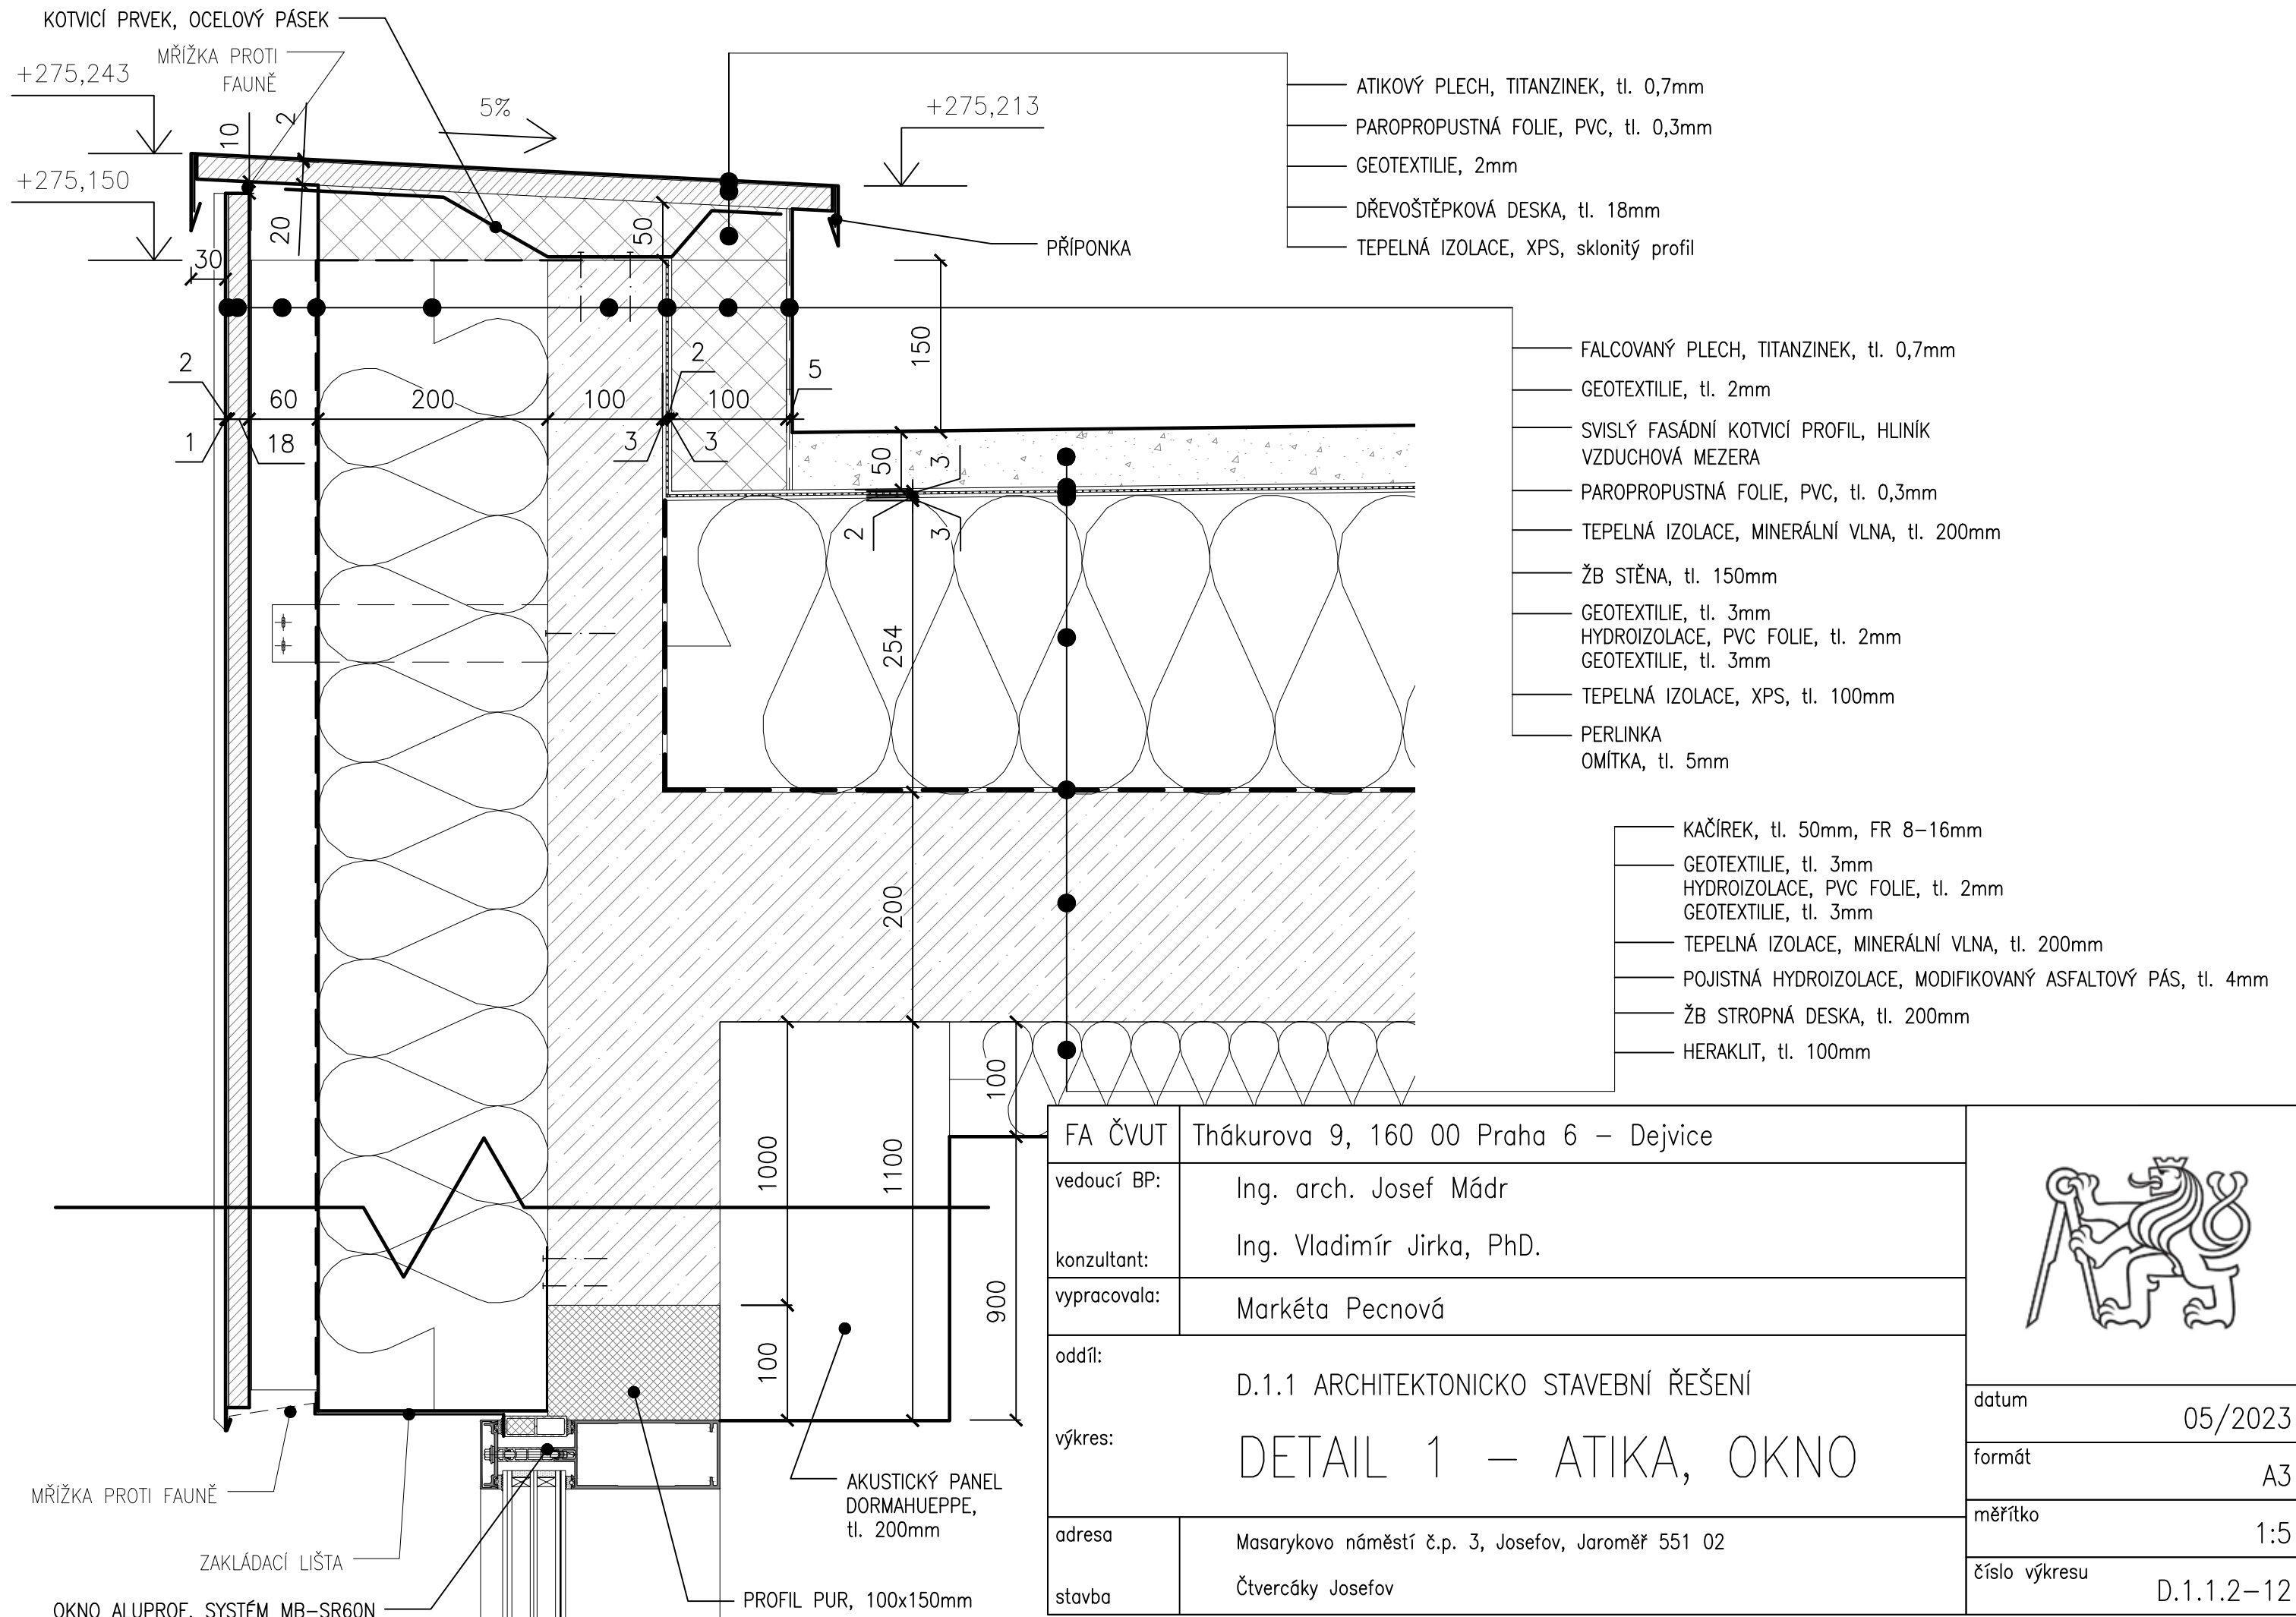 KOTVICÍ PRVEK, OCELOVÝ PÁSEK
MŘÍŽKA PROTI
FAUNĚ
+275,243
+275,150
10
2
5%
+275,213
20
50
30
PŘÍPONKA
ATIKOVÝ PLECH, TITANZINEK, tl. 0,7mm
PAROPROPUSTNÁ FOLIE, PVC, tl. 0,3mm
GEOTEXTILIE, 2mm
DŘEVOŠTĚPKOVÁ DESKA, tl. 18mm
TEPELNÁ IZOLACE, XPS, sklonitý profil
150
2
60
200
100
2
100
5
1
18
3
3
50
3
2
3
FALCOVANÝ PLECH, TITANZINEK, tl. 0,7mm
GEOTEXTILIE, tl. 2mm
SVISLÝ FASÁDNÍ KOTVICÍ PROFIL, HLINÍK
VZDUCHOVÁ MEZERA
PAROPROPUSTNÁ FOLIE, PVC, tl. 0,3mm
TEPELNÁ IZOLACE, MINERÁLNÍ VLNA, tl. 200mm
ŽB STĚNA, tl. 150mm
GEOTEXTILIE, tl. 3mm
HYDROIZOLACE, PVC FOLIE, tl. 2mm
GEOTEXTILIE, tl. 3mm
TEPELNÁ IZOLACE, XPS, tl. 100mm
PERLINKA
OMÍTKA, tl. 5mm
254
200
KAČÍREK, tl. 50mm, FR 8-16mm
GEOTEXTILIE, tl. 3mm
HYDROIZOLACE, PVC FOLIE, tl. 2mm
GEOTEXTILIE, tl. 3mm
TEPELNÁ IZOLACE, MINERÁLNÍ VLNA, tl. 200mm
POJISTNÁ HYDROIZOLACE, MODIFIKOVANÝ ASFALTOVÝ PÁS, tl. 4mm
ŽB STROPNÁ DESKA, tl. 200mm
HERAKLIT, tl. 100mm
100
1000
1100
900
100
MŘÍŽKA PROTI FAUNĚ
ZAKLÁDACÍ LIŠTA
OKNO ALUPROF, SYSTÉM MB-SR60N
AKUSTICKÝ PANEL
DORMAHUEPPE,
tl. 200mm
PROFIL PUR, 100x150mm
FA ČVUT
Thákurova 9, 160 00 Praha 6 – Dejvice
vedoucí BP:
Ing. arch. Josef Mádr
konzultant:
Ing. Vladimír Jirka, PhD.
vypracovala:
Markéta Pecnová
oddíl:
D.1.1 ARCHITEKTONICKO STAVEBNÍ ŘEŠENÍ
výkres:
DETAIL 1 – ATIKA, OKNO
adresa
Masarykovo náměstí č.p. 3, Josefov, Jaroměř 551 02
stavba
Čtvercáky Josefov
datum
05/2023
formát
A3
měřítko
1:5
číslo výkresu
D.1.1.2-12